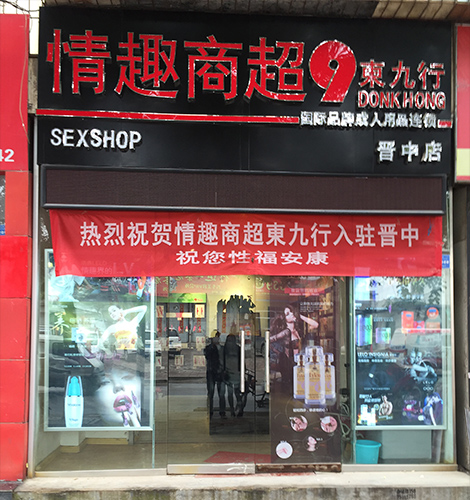 情趣商超9東九行
DONKHONG
国际品牌成人用品连锁
SEXSHOP
晋中店
42
热烈祝贺情趣商超東九行入驻晋中
祝您性福安康